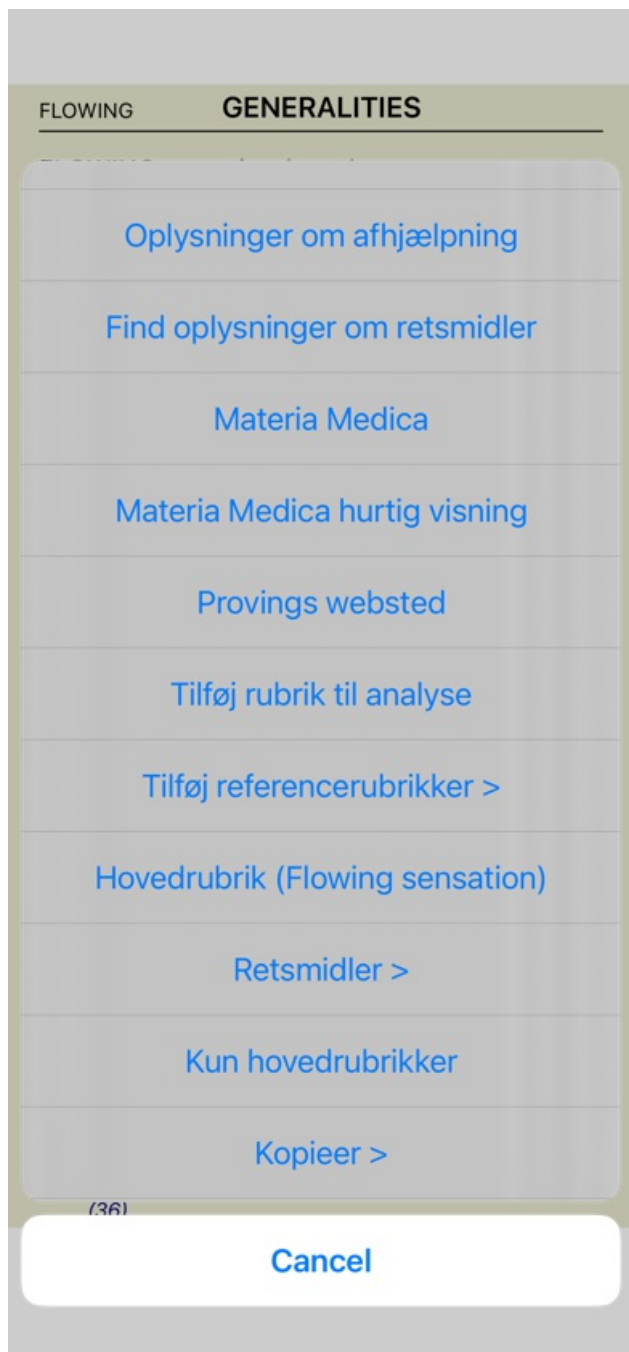 FLOWING GENERALITIES
Oplysninger om afhjælpning
Find oplysninger om retsmidler
Materia Medica
Materia Medica hurtig visning
Provings websted
Tilføj rubrik til analyse
Tilføj referencerubrikker >
Hovedrubrik (Flowing sensation)
Retsmidler >
Kun hovedrubrikker
Kopieer >
(36)
Cancel